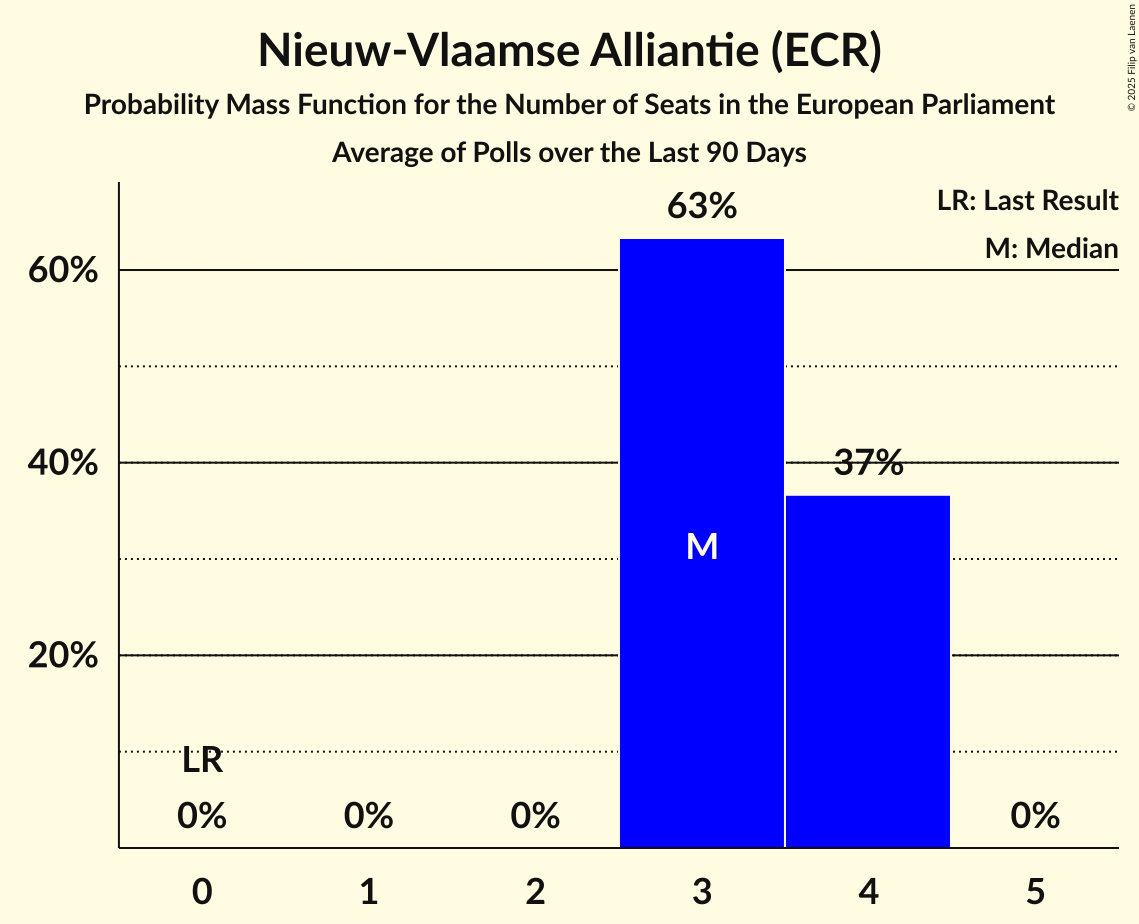 Nieuw-Vlaamse Alliantie (ECR)
Probability Mass Function for the Number of Seats in the European Parliament
Average of Polls over the Last 90 Days
© 2025 Filip van Laenen
LR: Last Result
M: Median
63%
60%
40%
37%
M
20%
LR
0% 0% 0% 0%
0 1 2 3 4 5